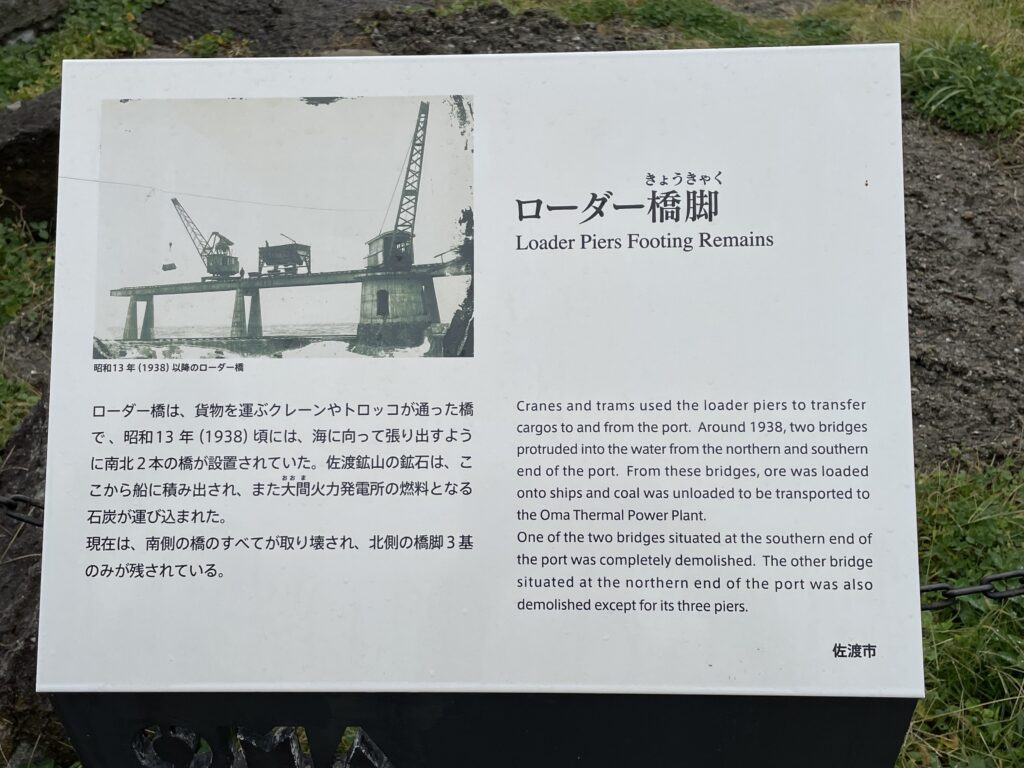 きょうきゃく
ローダー橋脚
Loader Piers Footing Remains
昭和13年(1938)以降のローダー橋
ローダー橋は、貨物を運ぶクレーンやトロッコが通った橋
で、昭和13年(1938)頃には、海に向って張り出すよう
に南北2本の橋が設置されていた。佐渡鉱山の鉱石は、こ
おおま
こから船に積み出され、また大間火力発電所の燃料となる
石炭が運び込まれた。
現在は、南側の橋のすべてが取り壊され、北側の橋脚3基
のみが残されている。
Cranes and trams used the loader piers to transfer
cargos to and from the port. Around 1938, two bridges
protruded into the water from the northern and southern
end of the port. From these bridges, ore was loaded
onto ships and coal was unloaded to be transported to
the Oma Thermal Power Plant.
One of the two bridges situated at the southern end of
the port was completely demolished. The other bridge
situated at the northern end of the port was also
demolished except for its three piers.
佐渡市
OMA